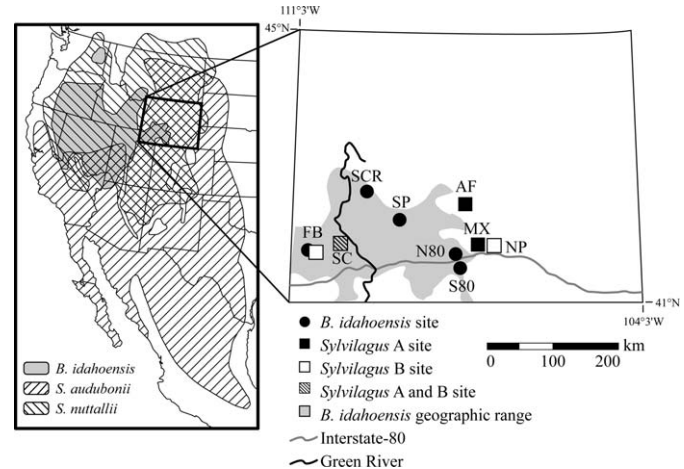 111°3'W
45°N
SCR
SP
AF
FB
SC
MX
N80
NP
S80
41°N
104°3'W
B. idahoensis
S. audubonii
S. nuttallii
B. idahoensis site
Sylvilagus A site
Sylvilagus B site
Sylvilagus A and B site
B. idahoensis geographic range
Interstate-80
Green River
km
0 100 200